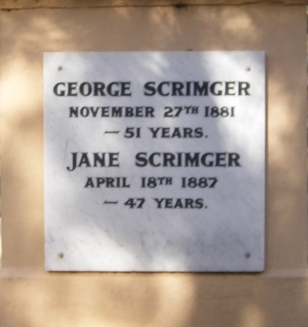 GEORGE SCRIMGER
NOVEMBER 27TH 1881
— 51 YEARS.
JANE SCRIMGER
APRIL 18TH 1887
— 47 YEARS.